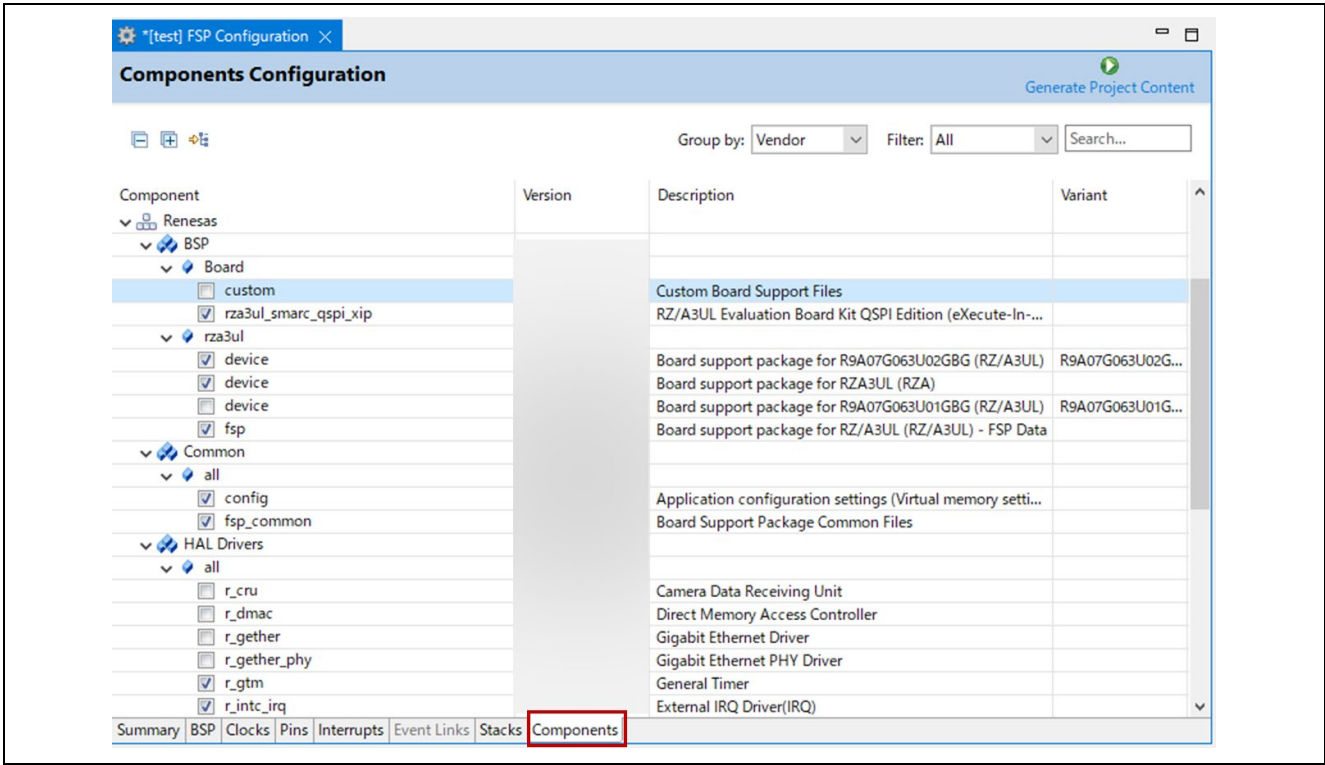 *[test] FSP Configuration
Components Configuration
Generate Project Content
Group by: Vendor Filter: All Search...
Component Version Description Variant
Renesas
BSP
Board
custom Custom Board Support Files
rza3ul_smarc_qspi_xip RZ/A3UL Evaluation Board Kit QSPI Edition (eXecute-In-...
rza3ul
device Board support package for R9A07G063U02GBG (RZ/A3UL) R9A07G063U02G...
device Board support package for RZA3UL (RZA)
device Board support package for R9A07G063U01GBG (RZ/A3UL) R9A07G063U01G...
fsp Board support package for RZ/A3UL (RZ/A3UL) - FSP Data
Common
all
config Application configuration settings (Virtual memory setti...
fsp_common Board Support Package Common Files
HAL Drivers
all
r_cru Camera Data Receiving Unit
r_dmac Direct Memory Access Controller
r_gether Gigabit Ethernet Driver
r_gether_phy Gigabit Ethernet PHY Driver
r_gtm General Timer
r_intc_irq External IRQ Driver(IRQ)
Summary BSP Clocks Pins Interrupts Event Links Stacks Components